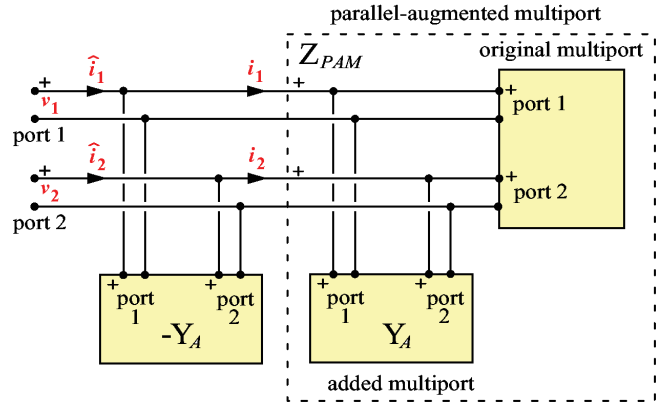 parallel-augmented multiport
Z_PAM
original multiport
+ î1 i1 + + port 1
v1
port 1
+ î2 i2 + + port 2
v2
port 2
+ port 1 + port 2
-Y_A
+ port 1 + port 2
Y_A
added multiport